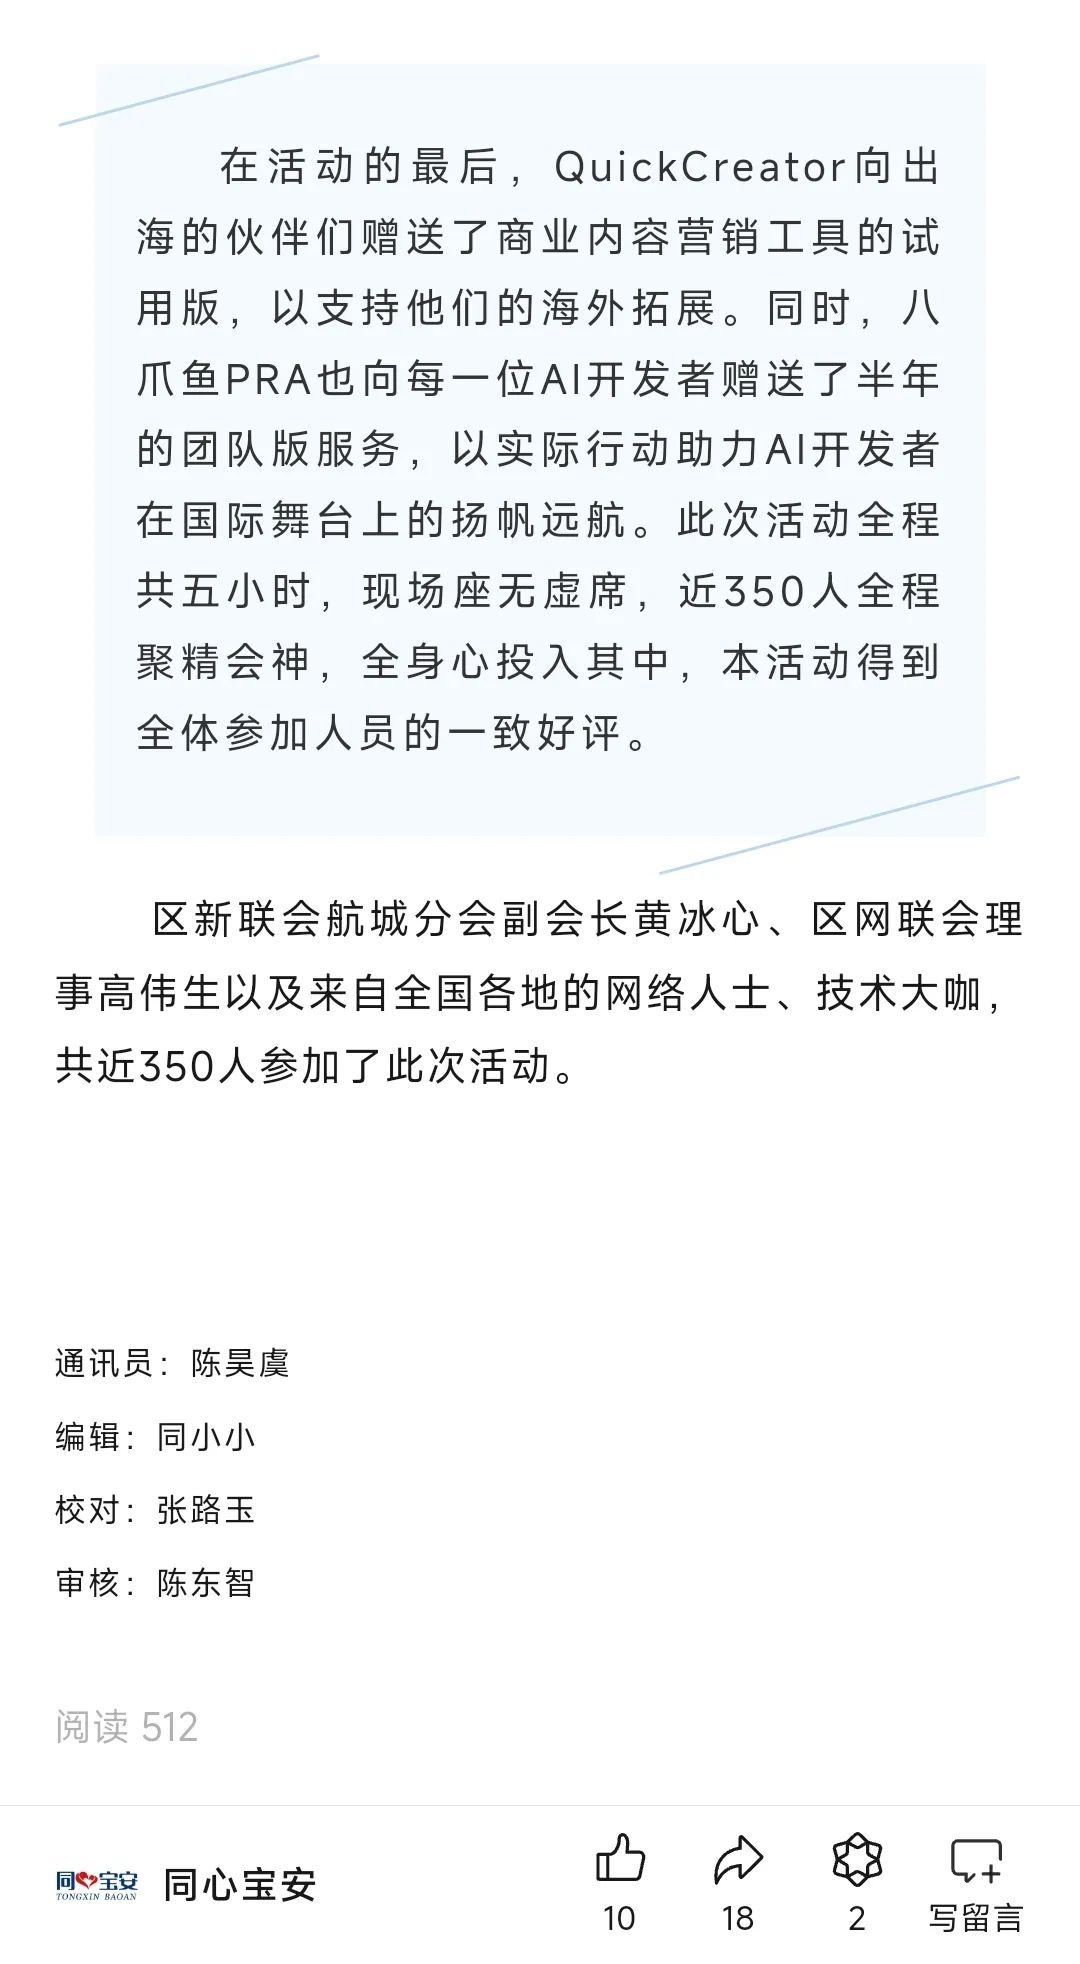 在活动的最后，QuickCreator向出
海的伙伴们赠送了商业内容营销工具的试
用版，以支持他们的海外拓展。同时，八
爪鱼PRA也向每一位AI开发者赠送了半年
的团队版服务，以实际行动助力AI开发者
在国际舞台上的扬帆远航。此次活动全程
共五小时，现场座无虚席，近350人全程
聚精会神，全身心投入其中，本活动得到
全体参加人员的一致好评。
区新联会航城分会副会长黄冰心、区网联会理
事高伟生以及来自全国各地的网络人士、技术大咖，
共近350人参加了此次活动。
通讯员：陈昊虞
编辑：同小小
校对：张路玉
审核：陈东智
阅读 512
同心宝安
TONGXIN BAOAN
同心宝安
10
18
2
写留言